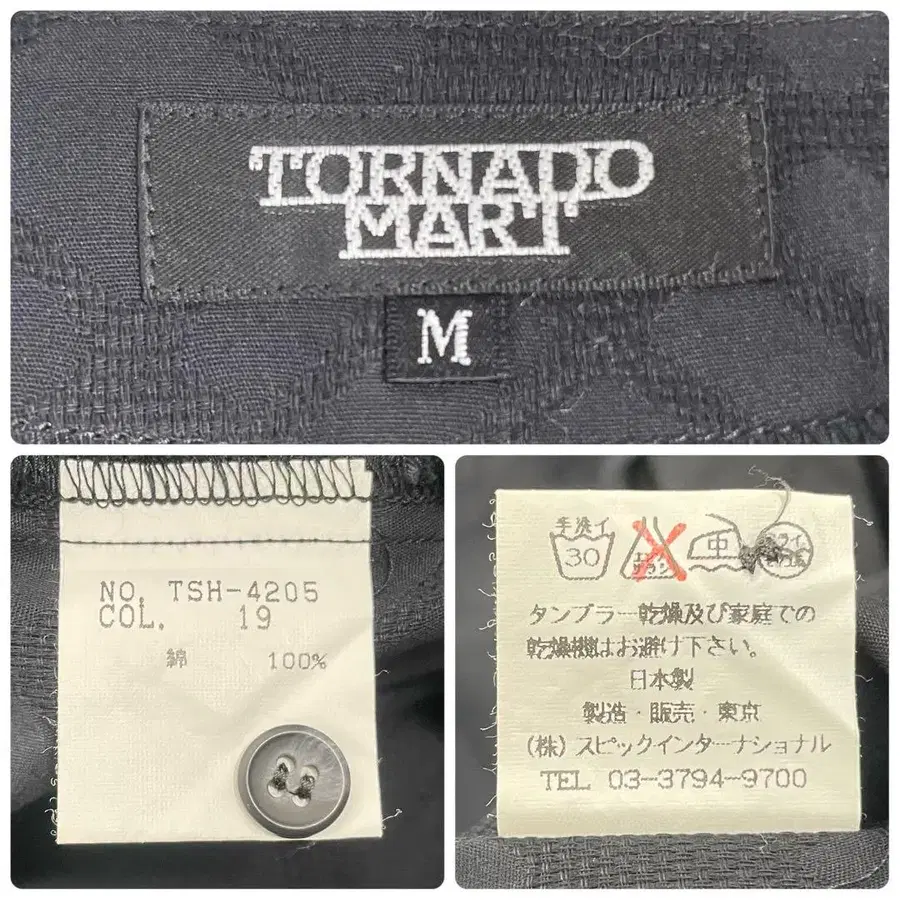 TORNADO
MART
M
NO. TSH-4205
COL. 19
綿 100%
手洗イ
30
中
タンブラー乾燥及び家庭での
乾燥機はお避け下さい。
日本製
製造・販売・東京
(株) スピックインターナショナル
TEL 03-3794-9700